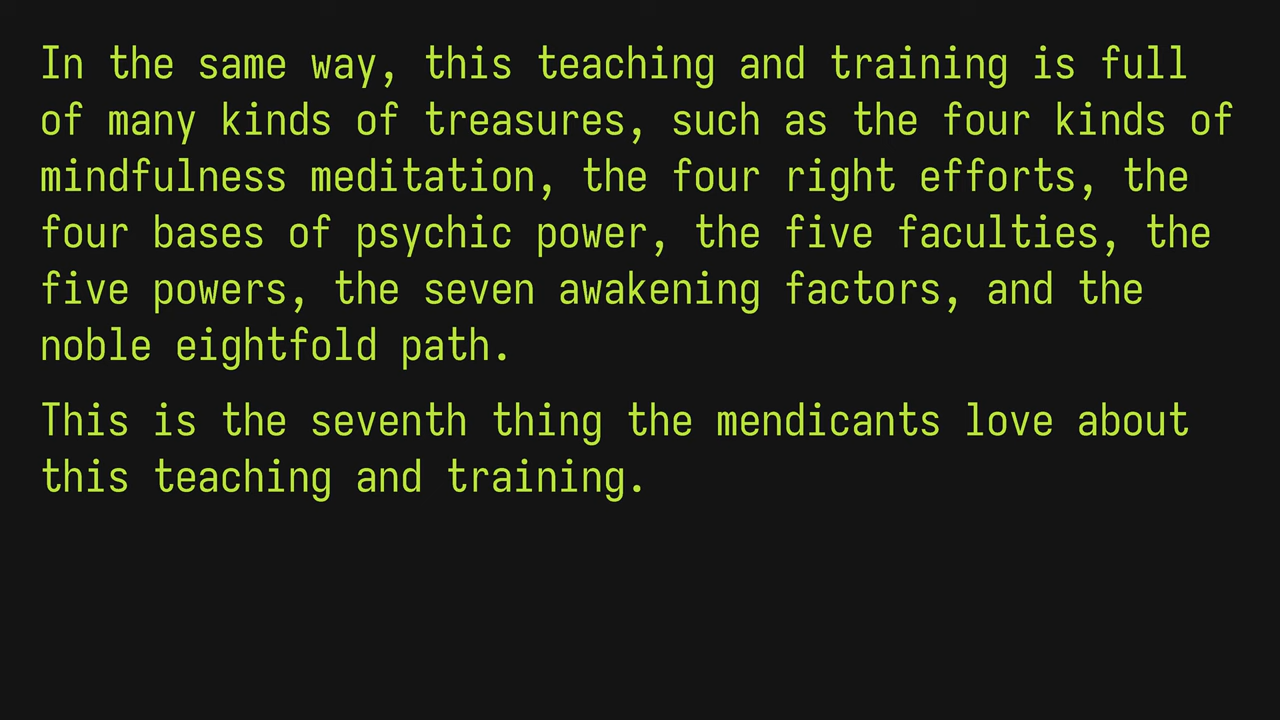 In the same way, this teaching and training is full
of many kinds of treasures, such as the four kinds of
mindfulness meditation, the four right efforts, the
four bases of psychic power, the five faculties, the
five powers, the seven awakening factors, and the
noble eightfold path.
This is the seventh thing the mendicants love about
this teaching and training.